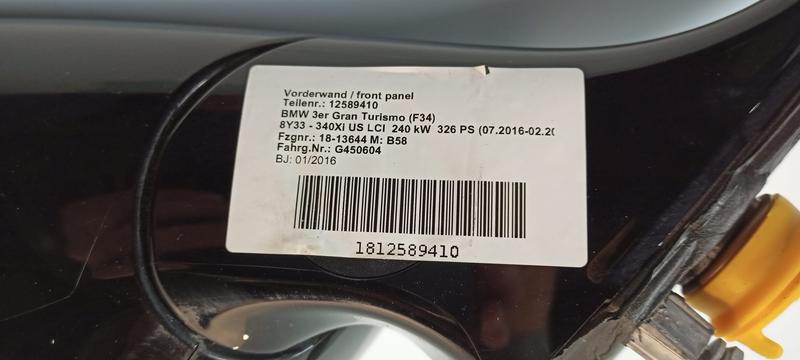 Vorderwand / front panel
Teilenr.: 12589410
BMW 3er Gran Turismo (F34)
8Y33 - 340Xi US LCI 240 kW 326 PS (07.2016-02.20
Fzgnr.: 18-13644 M: B58
Fahrg.Nr.: G450604
BJ: 01/2016
1812589410